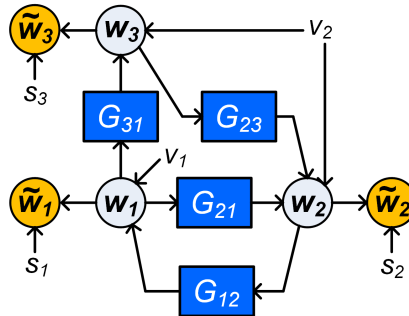 w̃₃ w₃ v₂
s₃ G₃₁ G₂₃
v₁
w̃₁ w₁ G₂₁ w₂ w̃₂
s₁ G₁₂ s₂